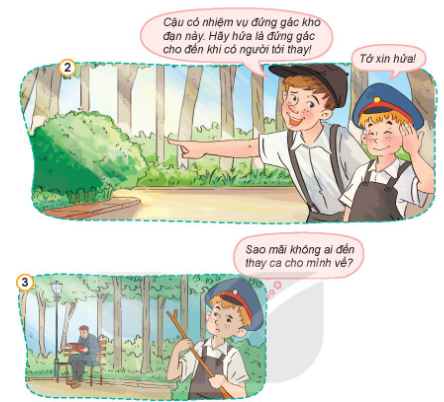 Cậu có nhiệm vụ đứng gác kho
đạn này. Hãy hứa là đứng gác
cho đến khi có người tới thay!
Tớ xin hứa!
2
Sao mãi không ai đến
thay ca cho mình về?
3